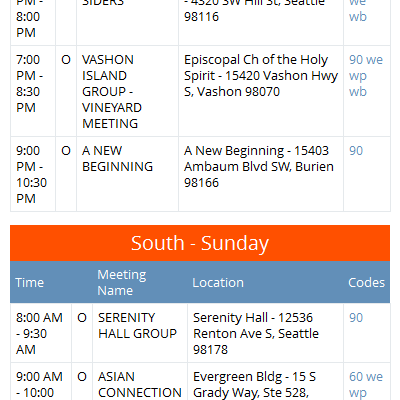 PM -
8:00
PM
SIDERS
- 4320 SW Hill St, Seattle
98116
we
wb
7:00
PM -
8:30
PM
O
VASHON
ISLAND
GROUP -
VINEYARD
MEETING
Episcopal Ch of the Holy
Spirit - 15420 Vashon Hwy
S, Vashon 98070
90 we
wp
wb
9:00
PM -
10:30
PM
O
A NEW
BEGINNING
A New Beginning - 15403
Ambaum Blvd SW, Burien
98166
90
South - Sunday
Time
Meeting
Name
Location
Codes
8:00 AM
- 9:30
AM
O
SERENITY
HALL GROUP
Serenity Hall - 12536
Renton Ave S, Seattle
98178
90
9:00 AM
- 10:00
O
ASIAN
CONNECTION
Evergreen Bldg - 15 S
Grady Way, Ste 528,
60 we
wp